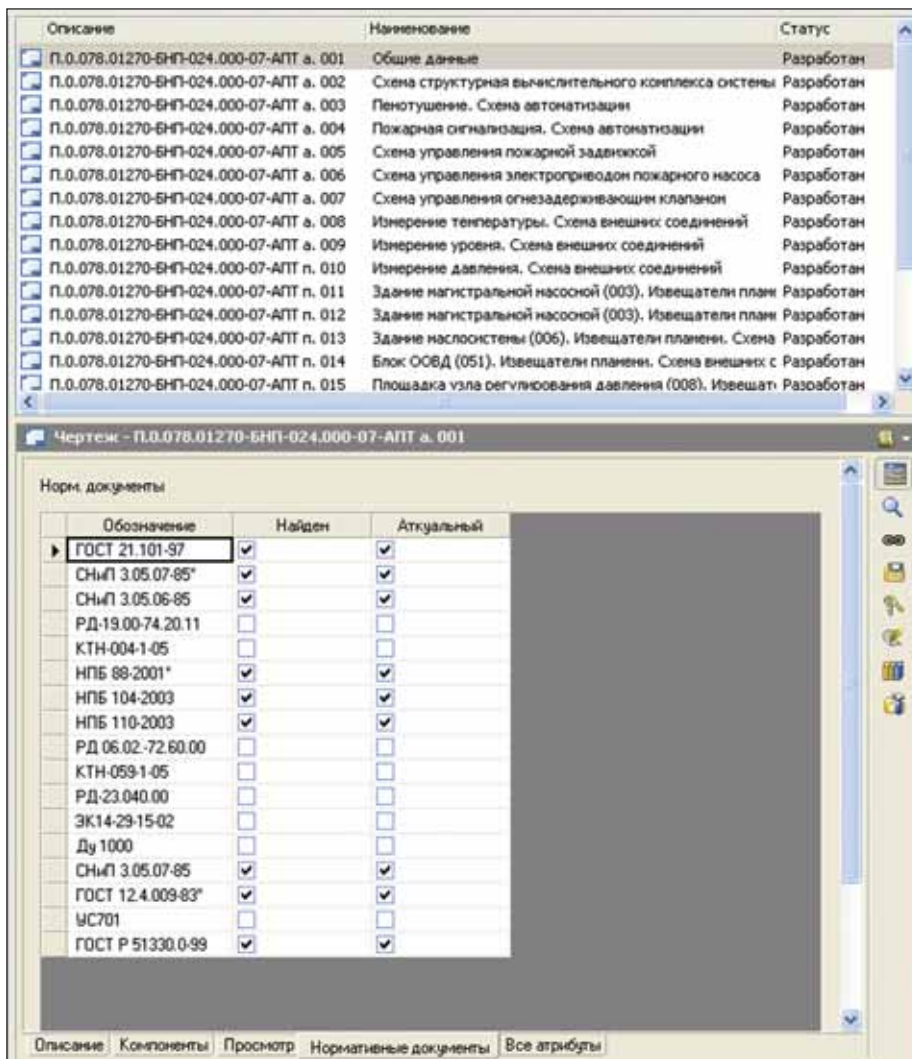 Описание Наименование Статус
П.0.078.01270-БНП-024.000-07-АПТ а. 001 Общие данные Разработан
П.0.078.01270-БНП-024.000-07-АПТ а. 002 Схема структурная вычислительного комплекса системы Разработан
П.0.078.01270-БНП-024.000-07-АПТ а. 003 Пенотушение. Схема автоматизации Разработан
П.0.078.01270-БНП-024.000-07-АПТ а. 004 Пожарная сигнализация. Схема автоматизации Разработан
П.0.078.01270-БНП-024.000-07-АПТ а. 005 Схема управления пожарной задвижкой Разработан
П.0.078.01270-БНП-024.000-07-АПТ а. 006 Схема управления электроприводом пожарного насоса Разработан
П.0.078.01270-БНП-024.000-07-АПТ а. 007 Схема управления огнезадерживающим клапаном Разработан
П.0.078.01270-БНП-024.000-07-АПТ а. 008 Измерение температуры. Схема внешних соединений Разработан
П.0.078.01270-БНП-024.000-07-АПТ а. 009 Измерение уровня. Схема внешних соединений Разработан
П.0.078.01270-БНП-024.000-07-АПТ п. 010 Измерение давления. Схема внешних соединений Разработан
П.0.078.01270-БНП-024.000-07-АПТ п. 011 Здание магистральной насосной (003). Извещатели пламе Разработан
П.0.078.01270-БНП-024.000-07-АПТ п. 012 Здание магистральной насосной (003). Извещатели пламе Разработан
П.0.078.01270-БНП-024.000-07-АПТ п. 013 Здание маслосистемы (006). Извещатели пламени. Схема Разработан
П.0.078.01270-БНП-024.000-07-АПТ п. 014 Блок ООВД (051). Извещатели пламени. Схема внешних с Разработан
П.0.078.01270-БНП-024.000-07-АПТ п. 015 Площадка узла регулирования давления (008). Извещат Разработан
Чертеж - П.0.078.01270-БНП-024.000-07-АПТ а. 001
Норм. документы
Обозначение Найден Аткуальный
ГОСТ 21.101-97
СНиП 3.05.07-85*
СНиП 3.05.06-85
РД-19.00-74.20.11
КТН-004-1-05
НПБ 88-2001*
НПБ 104-2003
НПБ 110-2003
РД 06.02.-72.60.00
КТН-059-1-05
РД-23.040.00
ЭК14-29-15-02
Ду 1000
СНиП 3.05.07-85
ГОСТ 12.4.009-83*
УС701
ГОСТ Р 51330.0-99
Описание Компоненты Просмотр Нормативные документы Все атрибуты